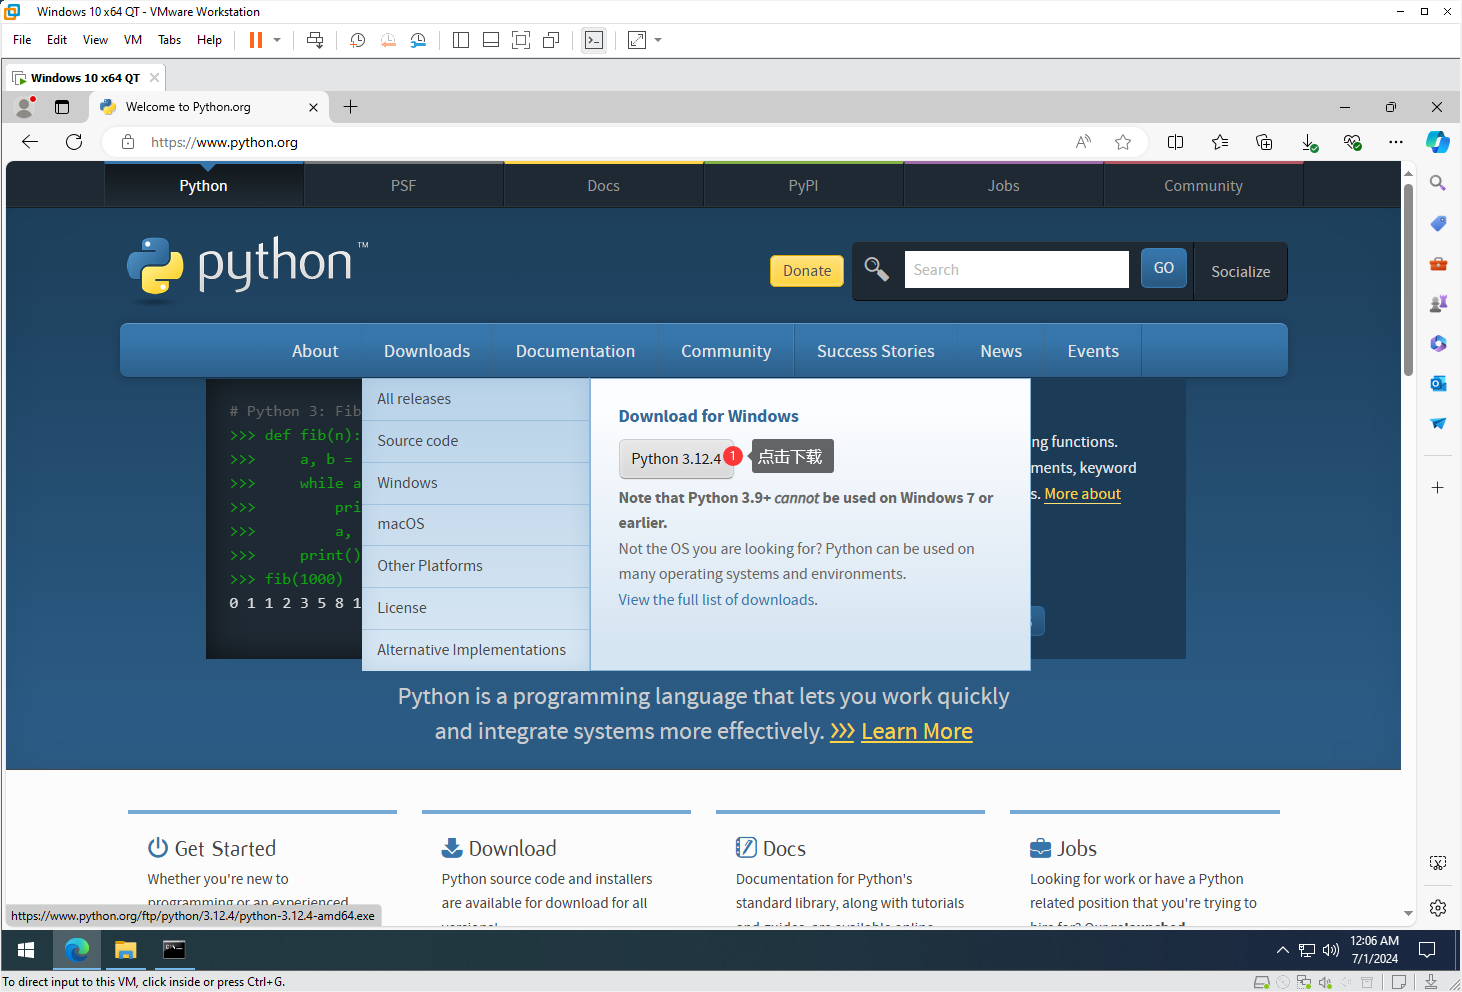 Windows 10 x64 QT - VMware Workstation
File Edit View VM Tabs Help
Windows 10 x64 QT
Welcome to Python.org
https://www.python.org
Python PSF Docs PyPI Jobs Community
python™
Donate
Search
GO
Socialize
About Downloads Documentation Community Success Stories News Events
# Python 3: Fib
>>> def fib(n):
>>> a, b =
>>> while a
>>> pri
>>> a,
>>> print()
>>> fib(1000)
0 1 1 2 3 5 8 1
All releases
Source code
Windows
macOS
Other Platforms
License
Alternative Implementations
Download for Windows
Python 3.12.4
1
点击下载
Note that Python 3.9+ cannot be used on Windows 7 or
earlier.
Not the OS you are looking for? Python can be used on
many operating systems and environments.
View the full list of downloads.
ng functions.
ments, keyword
s. More about
Python is a programming language that lets you work quickly
and integrate systems more effectively. >>> Learn More
Get Started
Whether you're new to
programming or an experienced
Download
Python source code and installers
are available for download for all
versions!
Docs
Documentation for Python's
standard library, along with tutorials
and guides, are available online.
Jobs
Looking for work or have a Python
related position that you're trying to
hire for? Our relaunched
https://www.python.org/ftp/python/3.12.4/python-3.12.4-amd64.exe
12:06 AM
7/1/2024
To direct input to this VM, click inside or press Ctrl+G.